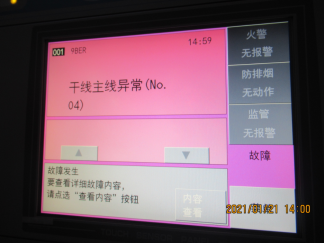 001 98ER 14:59
干线主线异常(No.
04)
火警
无报警
防排烟
无动作
监管
无报警
故障
故障发生
要查看详细故障内容，
请点选“查看内容”按钮
内容
查看
14:00